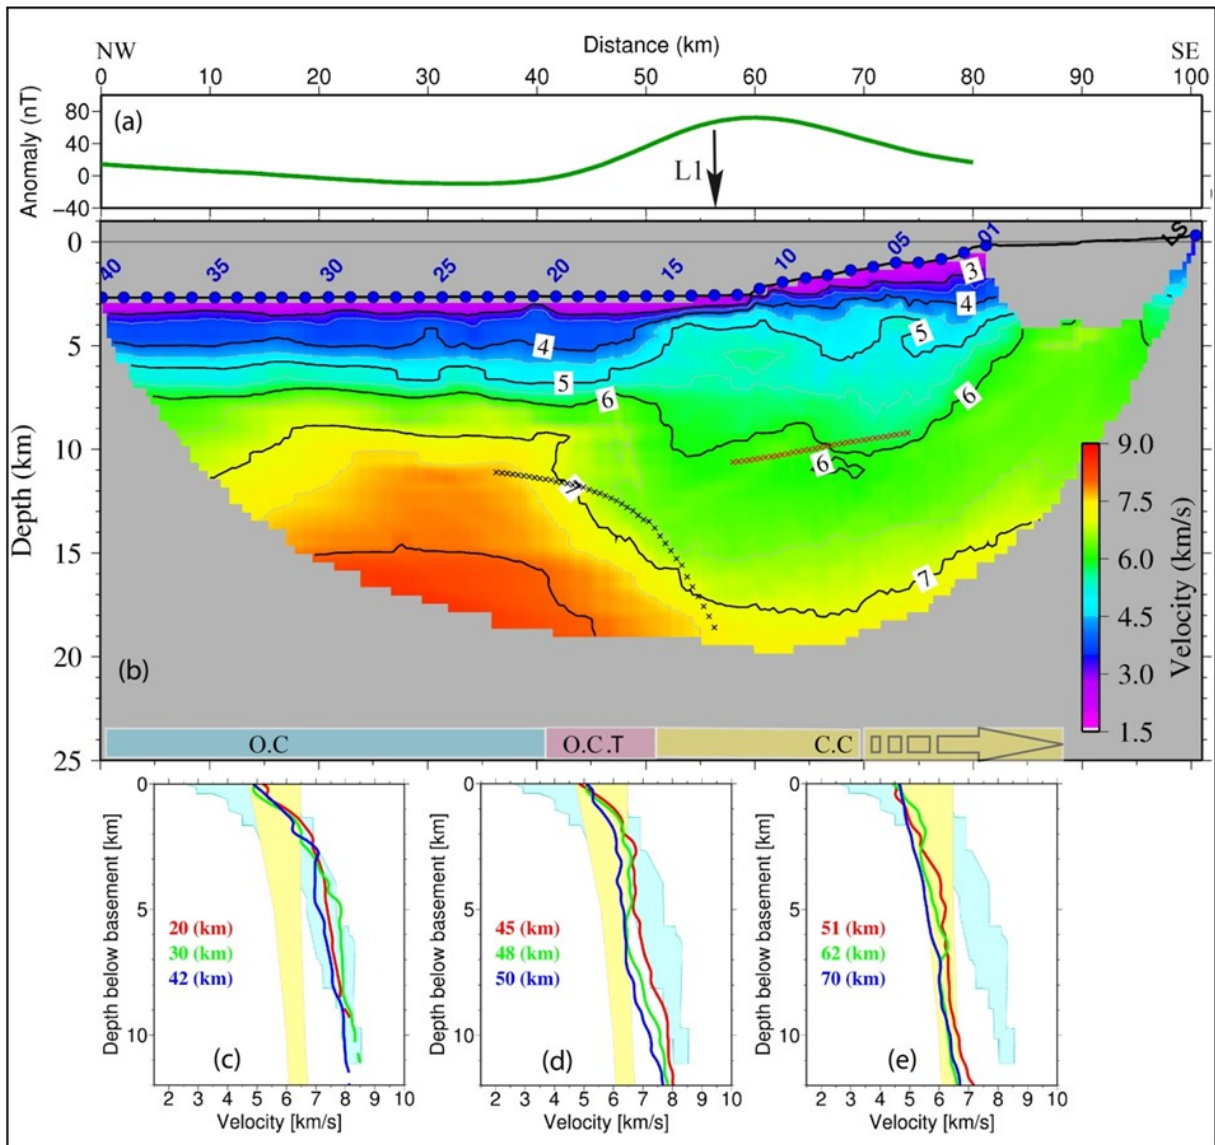 Distance (km)
NW
SE
0 10 20 30 40 50 60 70 80 90 100
(a)
Anomaly (nT)
80
40
0
−40
L1
40 35 30 25 20 15 10 05 01 LS
Depth (km)
0
5
10
15
20
25
3
4
5
6
4
5
6
6
7
7
(b)
9.0
7.5
6.0
4.5
3.0
1.5
Velocity (km/s)
O.C
O.C.T
C.C
Depth below basement [km]
0
5
10
20 (km)
30 (km)
42 (km)
(c)
2 3 4 5 6 7 8 9 10
Velocity [km/s]
Depth below basement [km]
0
5
10
45 (km)
48 (km)
50 (km)
(d)
2 3 4 5 6 7 8 9 10
Velocity [km/s]
Depth below basement [km]
0
5
10
51 (km)
62 (km)
70 (km)
(e)
2 3 4 5 6 7 8 9 10
Velocity [km/s]